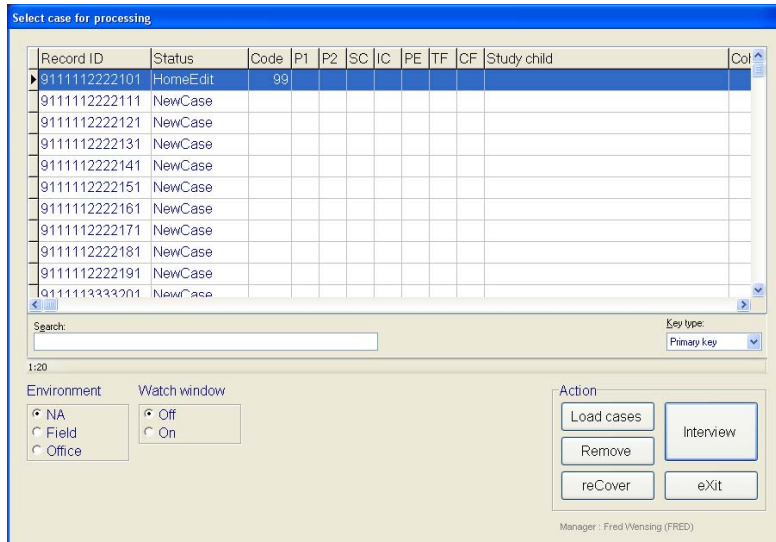 Select case for processing
Record ID Status Code P1 P2 SC IC PE TF CF Study child
9111112222101 HomeEdit 99
9111112222111 NewCase
9111112222121 NewCase
9111112222131 NewCase
9111112222141 NewCase
9111112222151 NewCase
9111112222161 NewCase
9111112222171 NewCase
9111112222181 NewCase
9111112222191 NewCase
9111113333201 NewCase
Search: Key type:
Primary key
1:20
Environment Watch window Action
NA Off Load cases Interview
Field On
Office Remove
reCover eXit
Manager : Fred Wensing (FRED)